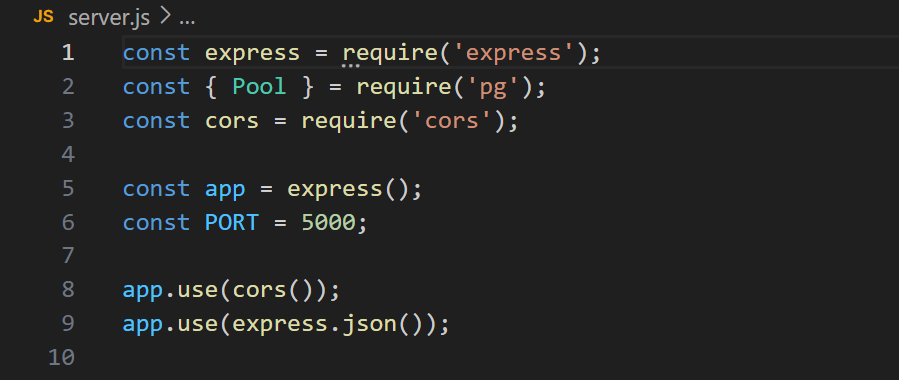 JS server.js > ...
1 const express = require('express');
2 const { Pool } = require('pg');
3 const cors = require('cors');
4
5 const app = express();
6 const PORT = 5000;
7
8 app.use(cors());
9 app.use(express.json());
10